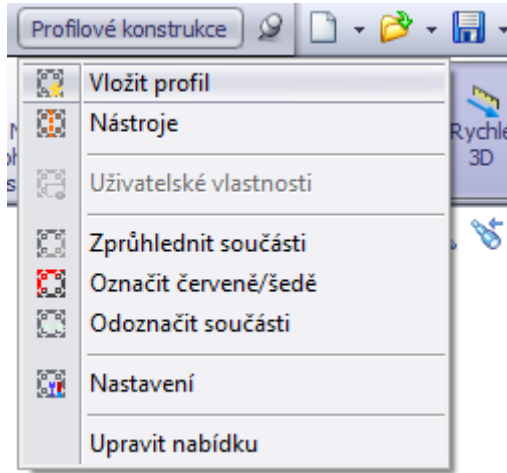 Profilové konstrukce
Vložit profil
Nástroje
Rychle
3D
Uživatelské vlastnosti
Zprůhlednit součásti
Označit červeně/šedě
Odoznačit součásti
Nastavení
Upravit nabídku